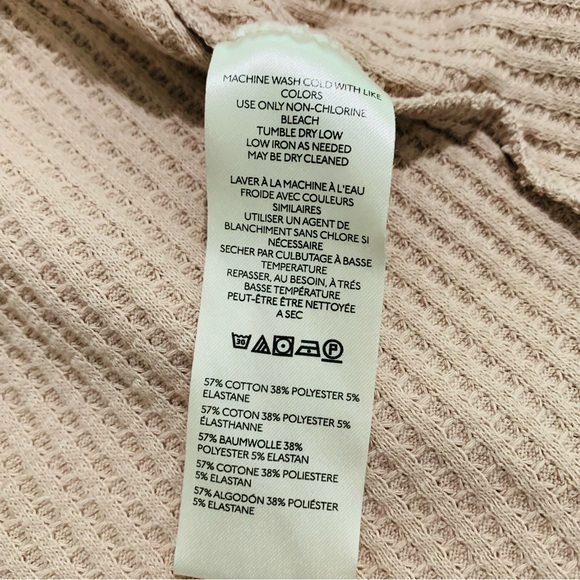 MACHINE WASH COLD WITH LIKE
COLORS
USE ONLY NON-CHLORINE
BLEACH
TUMBLE DRY LOW
LOW IRON AS NEEDED
MAY BE DRY CLEANED
LAVER À LA MACHINE À L'EAU
FROIDE AVEC COULEURS
SIMILAIRES
UTILISER UN AGENT DE
BLANCHIMENT SANS CHLORE SI
NÉCESSAIRE
SECHER PAR CULBUTAGE À BASSE
TEMPERATURE
REPASSER, AU BESOIN, À TRÉS
BASSE TEMPÉRATURE
PEUT-ÊTRE ÊTRE NETTOYÉE
A SEC
30 P
57% COTTON 38% POLYESTER 5%
ELASTANE
57% COTON 38% POLYESTER 5%
ÉLASTHANNE
57% BAUMWOLLE 38%
POLYESTER 5% ELASTAN
57% COTONE 38% POLIESTERE
5% ELASTAN
57% ALGODÓN 38% POLIÉSTER
5% ELASTANE